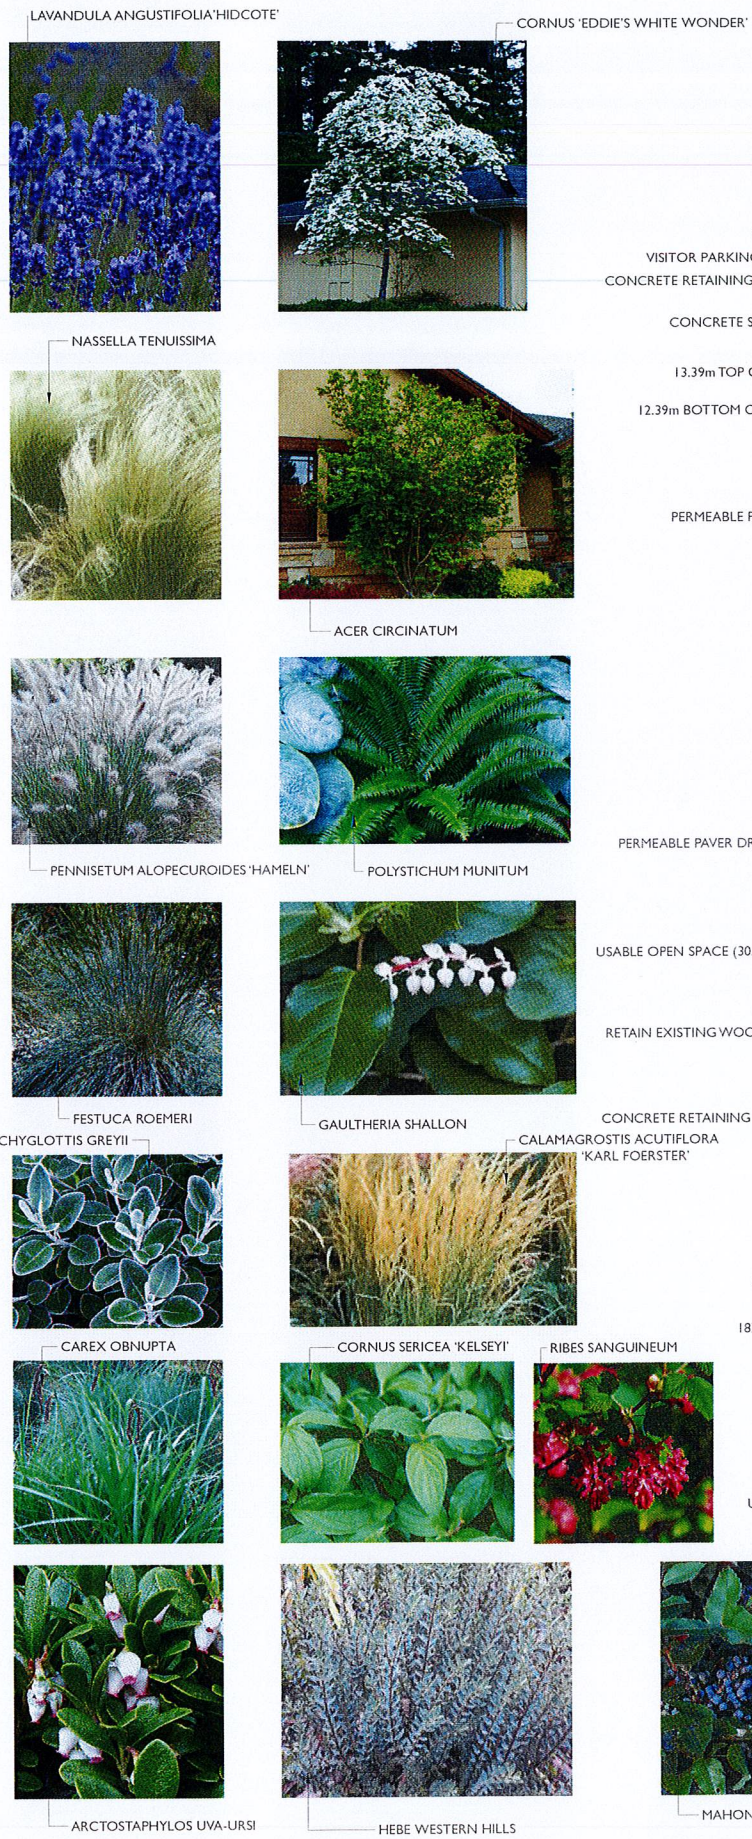 LAVANDULA ANGUSTIFOLIA'HIDCOTE'
CORNUS 'EDDIE'S WHITE WONDER'
VISITOR PARKING
CONCRETE RETAINING
CONCRETE S
NASSELLA TENUISSIMA
13.39m TOP
12.39m BOTTOM
PERMEABLE
ACER CIRCINATUM
PERMEABLE PAVER DR
PENNISETUM ALOPECUROIDES 'HAMELN'
POLYSTICHUM MUNITUM
USABLE OPEN SPACE (30
RETAIN EXISTING WOO
FESTUCA ROEMERI
GAULTHERIA SHALLON
CONCRETE RETAINING
CHYGLOTTIS GREYII
CALAMAGROSTIS ACUTIFLORA
'KARL FOERSTER'
18
CAREX OBNUPTA
CORNUS SERICEA 'KELSEYI'
RIBES SANGUINEUM
U
ARCTOSTAPHYLOS UVA-URSI
HEBE WESTERN HILLS
MAHON